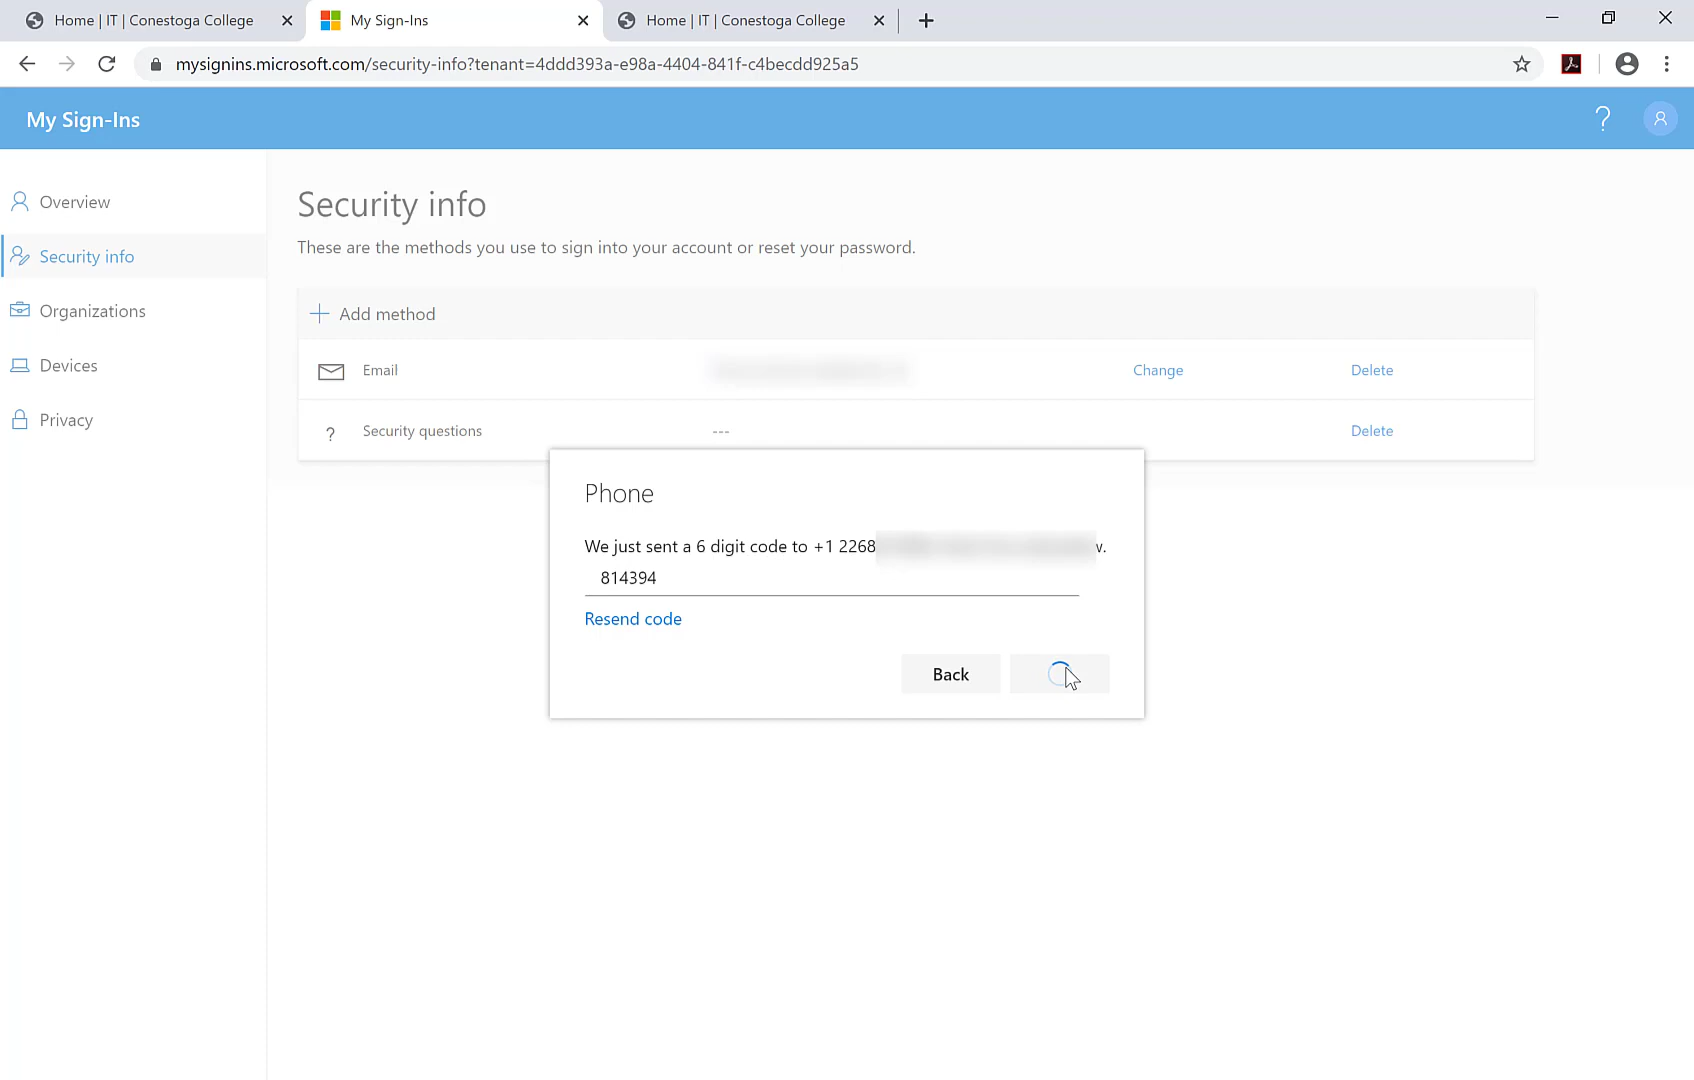 Home | IT | Conestoga College
My Sign-Ins
Home | IT | Conestoga College
mysignins.microsoft.com/security-info?tenant=4ddd393a-e98a-4404-841f-c4becdd925a5
My Sign-Ins
?
Overview
Security info
Organizations
Devices
Privacy
Security info
These are the methods you use to sign into your account or reset your password.
+ Add method
Email Change Delete
? Security questions --- Delete
Phone
We just sent a 6 digit code to +1 2268
814394
Resend code
Back